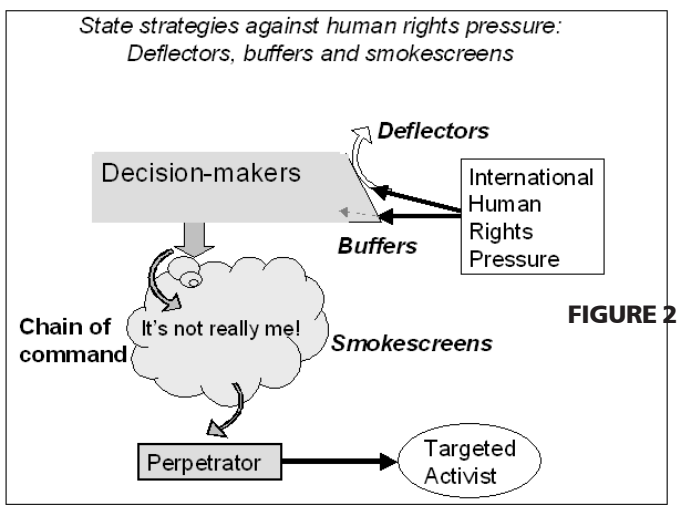 State strategies against human rights pressure:
Deflectors, buffers and smokescreens
Deflectors
Decision-makers
International
Human
Rights
Pressure
Buffers
FIGURE 2
It's not really me!
Chain of
command
Smokescreens
Perpetrator
Targeted
Activist